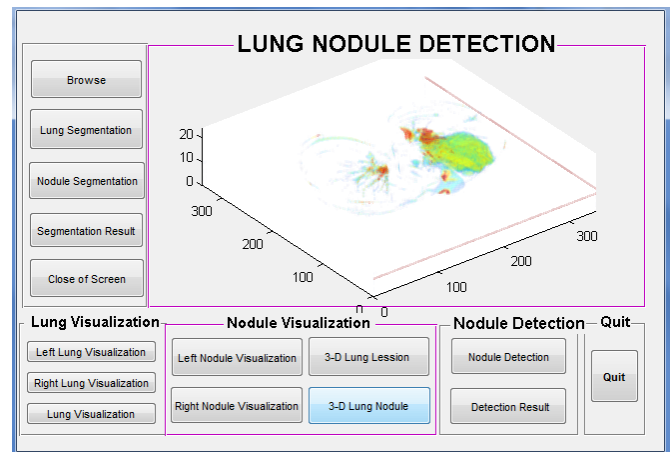 LUNG NODULE DETECTION
Browse
Lung Segmentation
Nodule Segmentation
Segmentation Result
Close of Screen
20
10
0
300
200
100
0
0
100
200
300
Lung Visualization
Left Lung Visualization
Right Lung Visualization
Lung Visualization
Nodule Visualization
Left Nodule Visualization
3-D Lung Lession
Right Nodule Visualization
3-D Lung Nodule
Nodule Detection
Nodule Detection
Detection Result
Quit
Quit